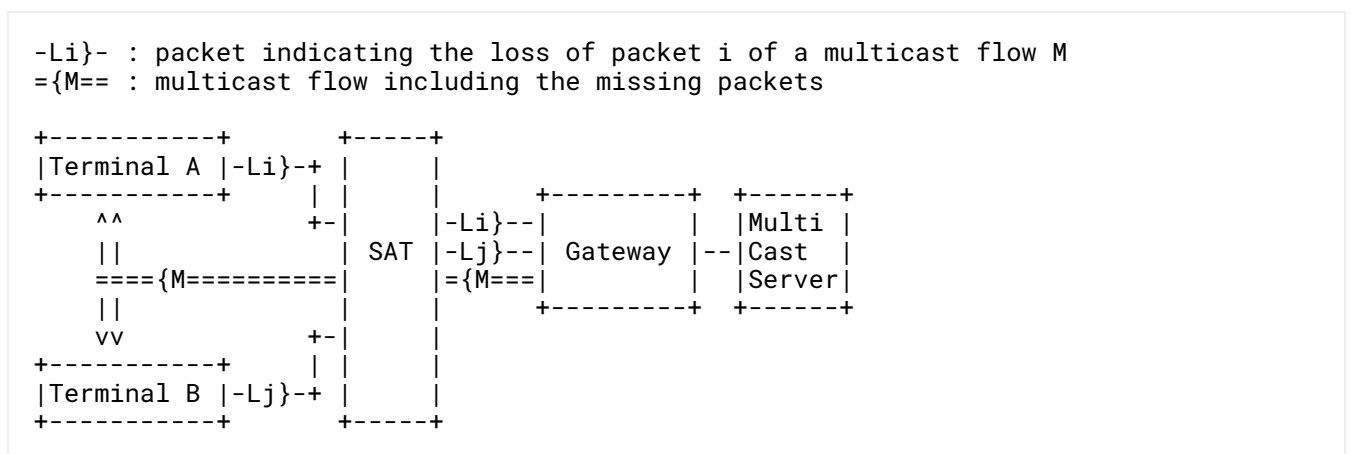 -Li}- : packet indicating the loss of packet i of a multicast flow M
={M== : multicast flow including the missing packets

+-----------+       +-----+
|Terminal A |-Li}-+ |     |
+-----------+     | |     |      +---------+  +------+
    ^^            +-|     |-Li}--|         |  |Multi |
    ||              | SAT |-Lj}--| Gateway |--|Cast  |
    ===={M==========|     |={M===|         |  |Server|
    ||              |     |      +---------+  +------+
    vv            +-|     |
+-----------+     | |     |
|Terminal B |-Lj}-+ |     |
+-----------+       +-----+